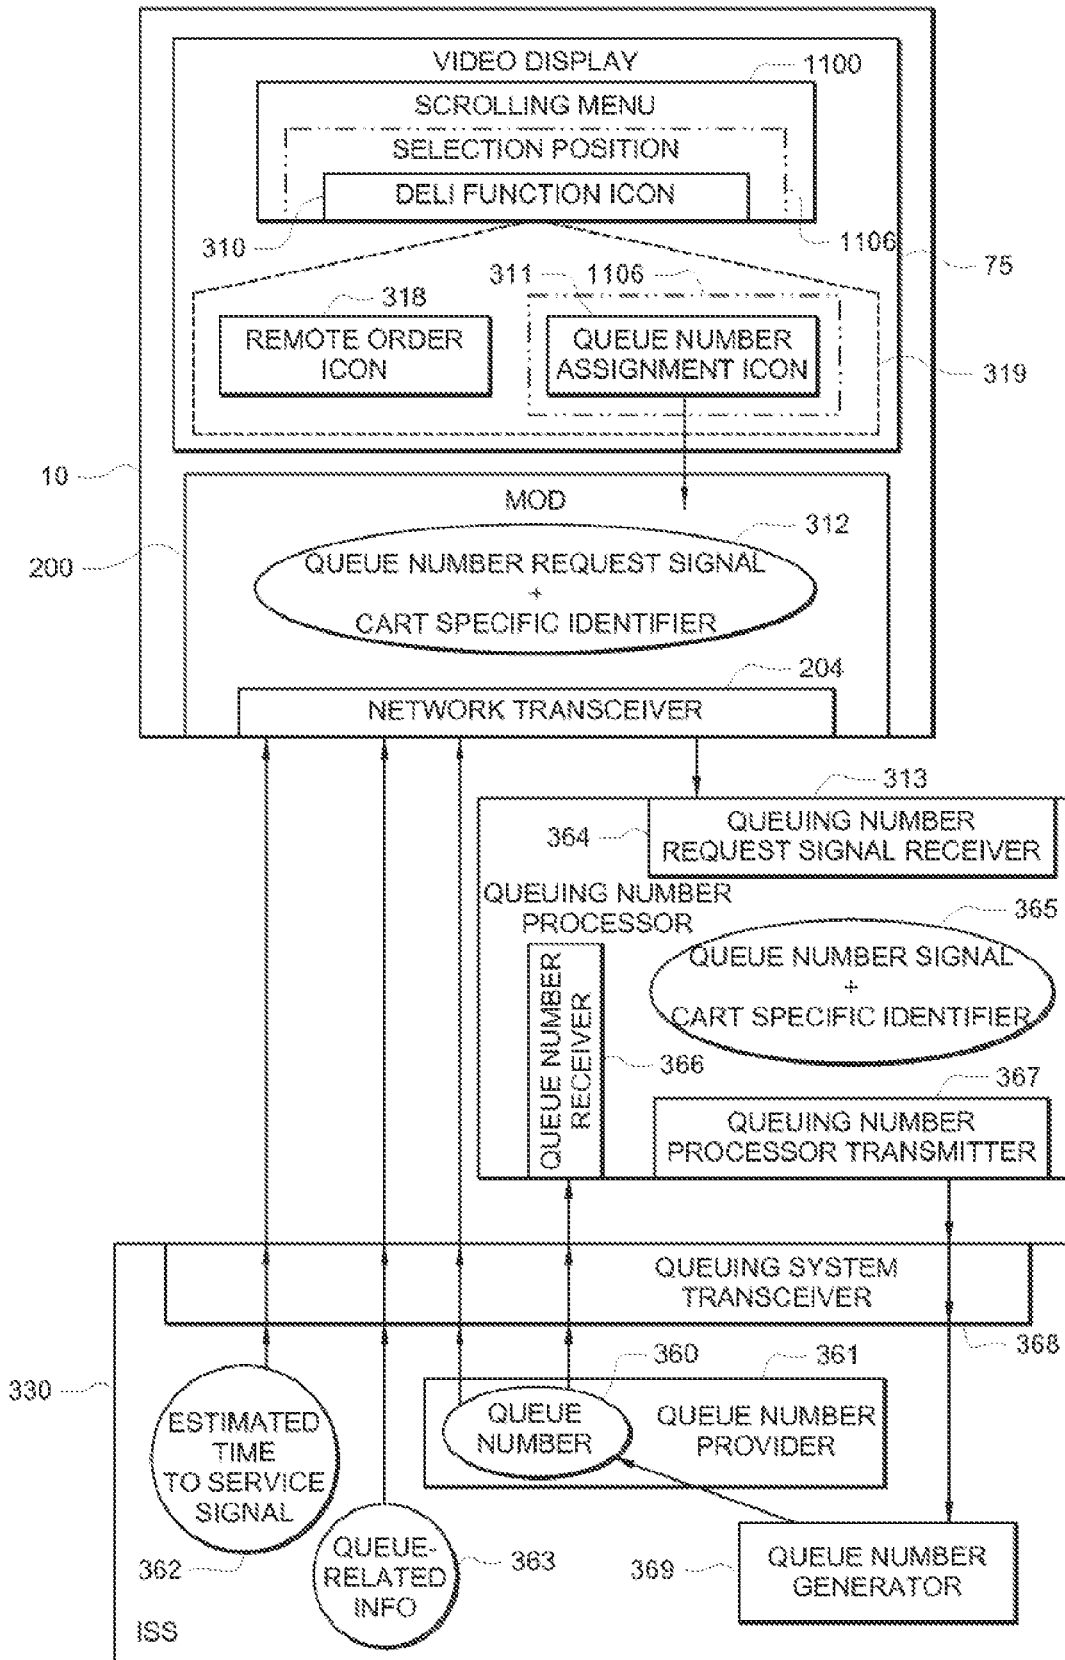 VIDEO DISPLAY
1100
SCROLLING MENU
SELECTION POSITION
DELI FUNCTION ICON
310
1106
75
311
1106
318
REMOTE ORDER
ICON
QUEUE NUMBER
ASSIGNMENT ICON
319
10
MOD
312
200
QUEUE NUMBER REQUEST SIGNAL
+
CART SPECIFIC IDENTIFIER
204
NETWORK TRANSCEIVER
313
364
QUEUING NUMBER
REQUEST SIGNAL RECEIVER
QUEUING NUMBER
PROCESSOR
365
QUEUE NUMBER SIGNAL
+
CART SPECIFIC IDENTIFIER
QUEUE NUMBER
RECEIVER
366
367
QUEUING NUMBER
PROCESSOR TRANSMITTER
QUEUING SYSTEM
TRANSCEIVER
368
330
360
361
ESTIMATED
TIME
TO SERVICE
SIGNAL
QUEUE
NUMBER
QUEUE NUMBER
PROVIDER
362
QUEUE-
RELATED
INFO
363
369
QUEUE NUMBER
GENERATOR
ISS